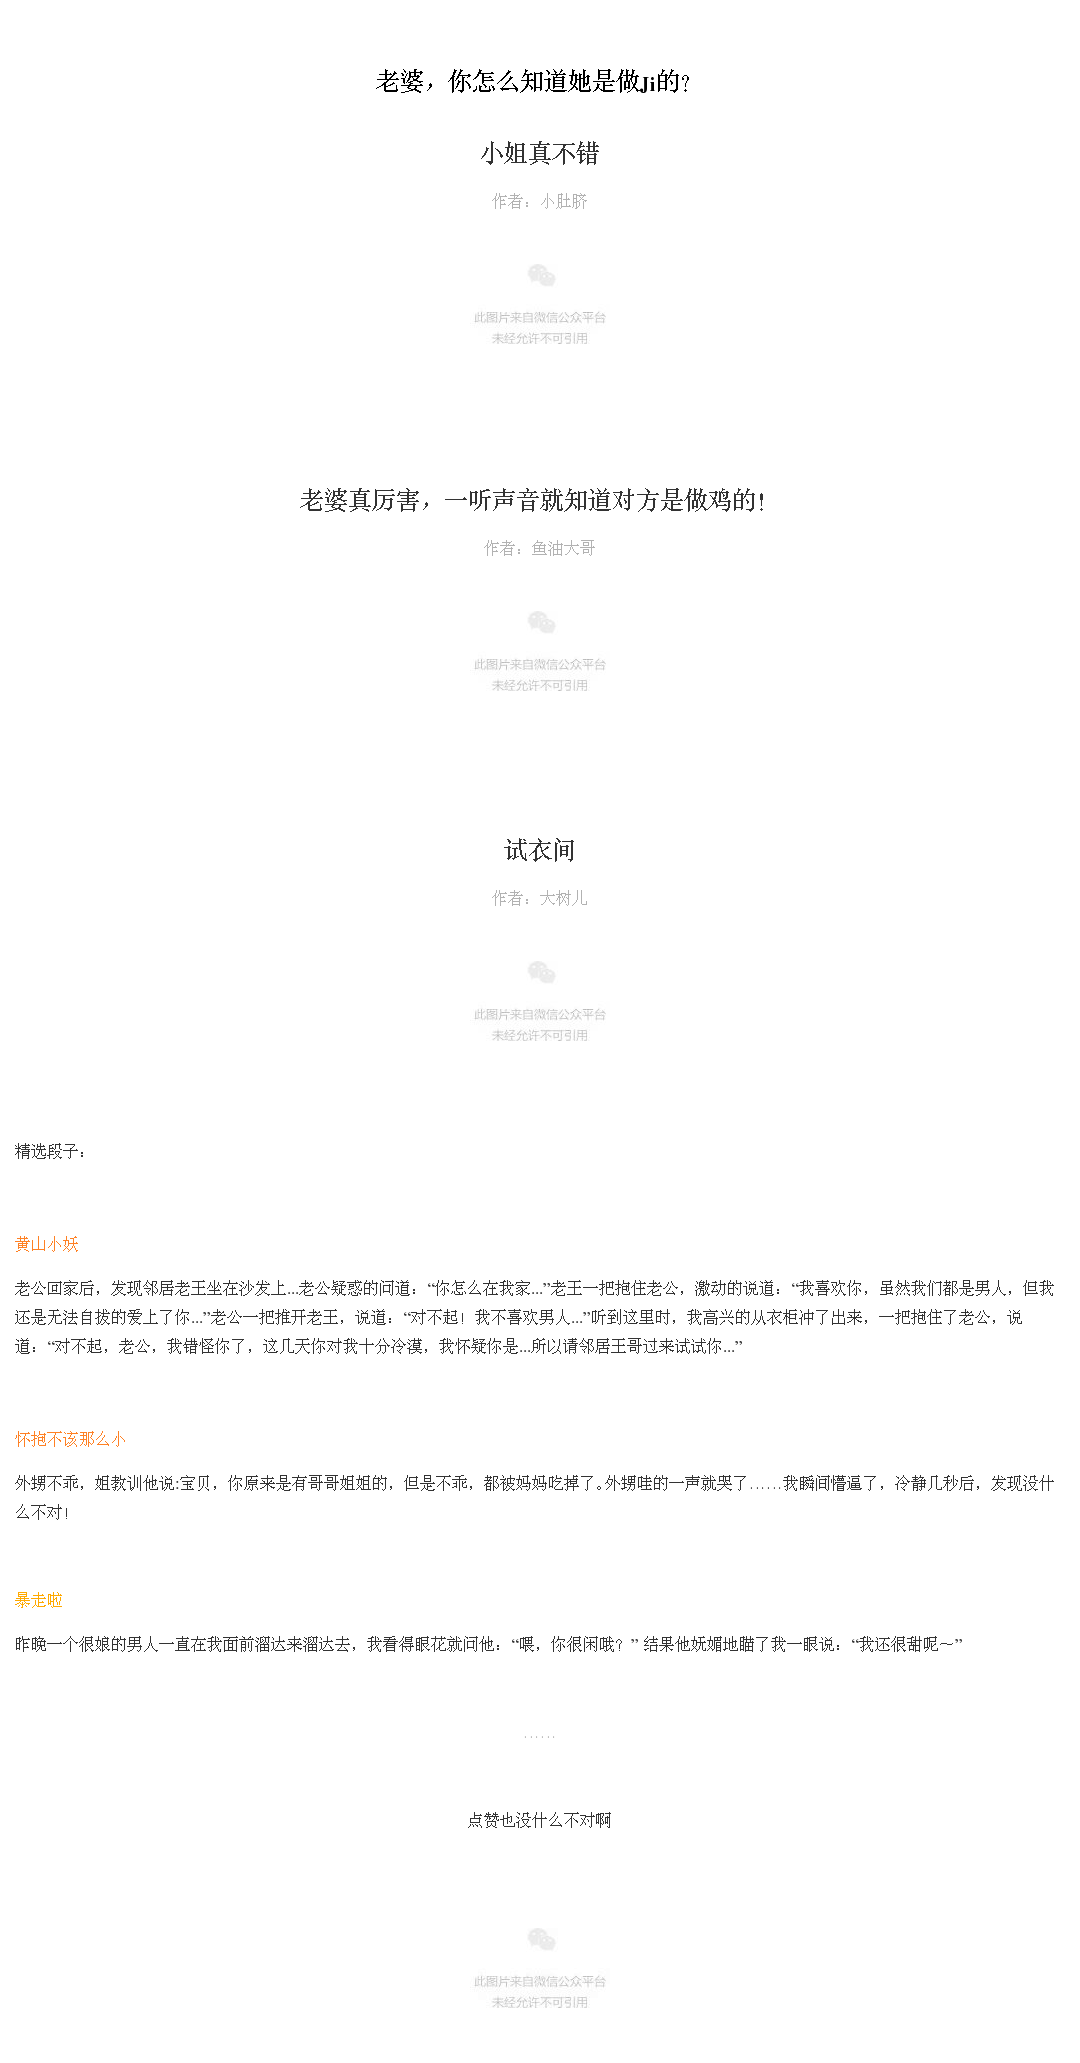 老婆，你怎么知道她是做Ji的?
小姐真不错
作者：小肚脐
此图片来自微信公众平台
未经允许不可引用
老婆真厉害，一听声音就知道对方是做鸡的!
作者：鱼油大哥
此图片来自微信公众平台
未经允许不可引用
试衣间
作者：大树儿
此图片来自微信公众平台
未经允许不可引用
精选段子：
黄山小妖
老公回家后，发现邻居老王坐在沙发上...老公疑惑的问道：“你怎么在我家...”老王一把抱住老公，激动的说道：“我喜欢你，虽然我们都是男人，但我
还是无法自拔的爱上了你...”老公一把推开老王，说道：“对不起！我不喜欢男人...”听到这里时，我高兴的从衣柜冲了出来，一把抱住了老公，说
道：“对不起，老公，我错怪你了，这几天你对我十分冷漠，我怀疑你是...所以请邻居王哥过来试试你...”
怀抱不该那么小
外甥不乖，姐教训他说:宝贝，你原来是有哥哥姐姐的，但是不乖，都被妈妈吃掉了。外甥哇的一声就哭了……我瞬间懵逼了，冷静几秒后，发现没什
么不对!
暴走啦
昨晚一个很娘的男人一直在我面前溜达来溜达去，我看得眼花就问他：“喂，你很闲哦？” 结果他妩媚地瞄了我一眼说：“我还很甜呢～”
……
点赞也没什么不对啊
此图片来自微信公众平台
未经允许不可引用